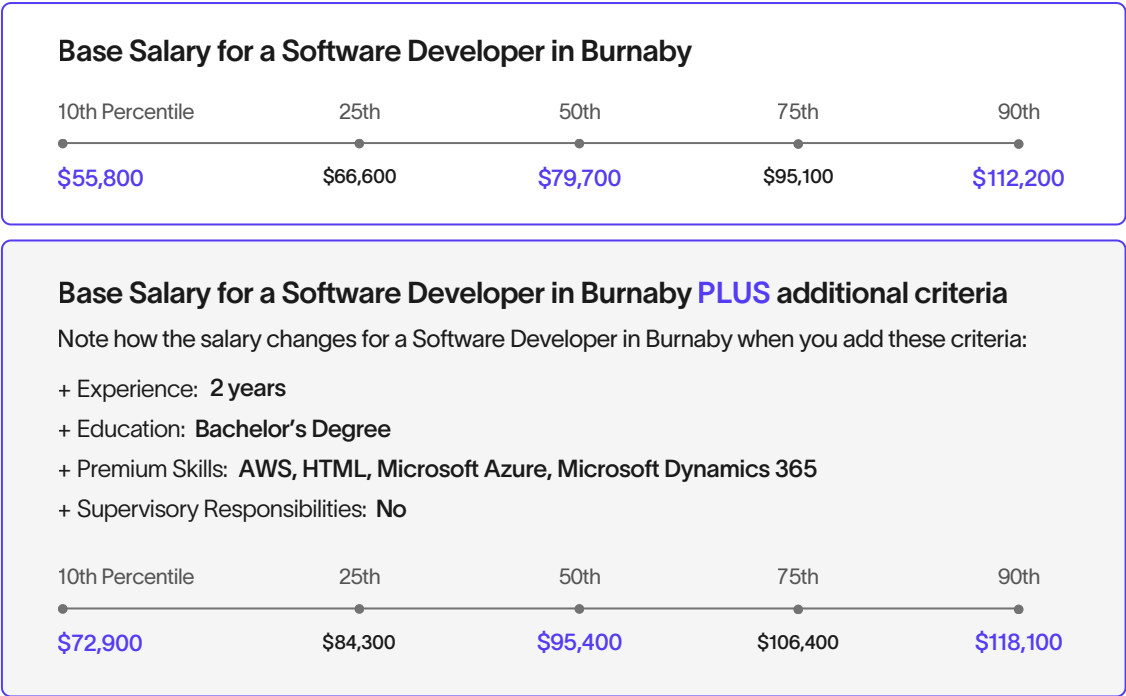 Base Salary for a Software Developer in Burnaby
10th Percentile 25th 50th 75th 90th
$55,800 $66,600 $79,700 $95,100 $112,200
Base Salary for a Software Developer in Burnaby PLUS additional criteria
Note how the salary changes for a Software Developer in Burnaby when you add these criteria:
+ Experience: 2 years
+ Education: Bachelor’s Degree
+ Premium Skills: AWS, HTML, Microsoft Azure, Microsoft Dynamics 365
+ Supervisory Responsibilities: No
10th Percentile 25th 50th 75th 90th
$72,900 $84,300 $95,400 $106,400 $118,100